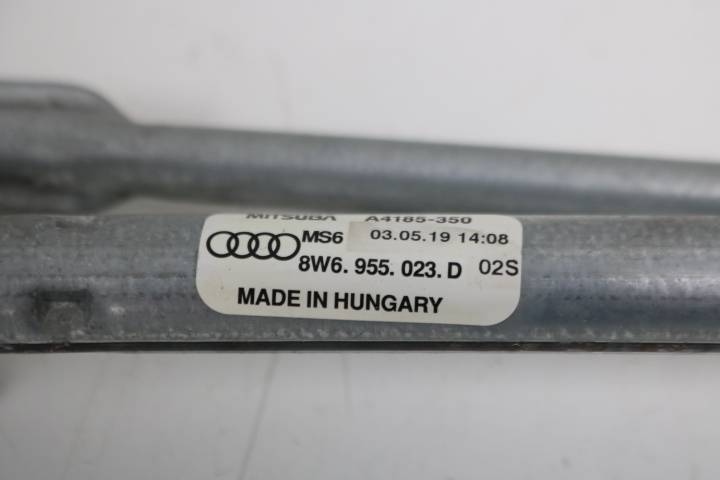 MITSUBA A4185-350
MS6 03.05.19 14:08
8W6. 955. 023. D 02S
MADE IN HUNGARY